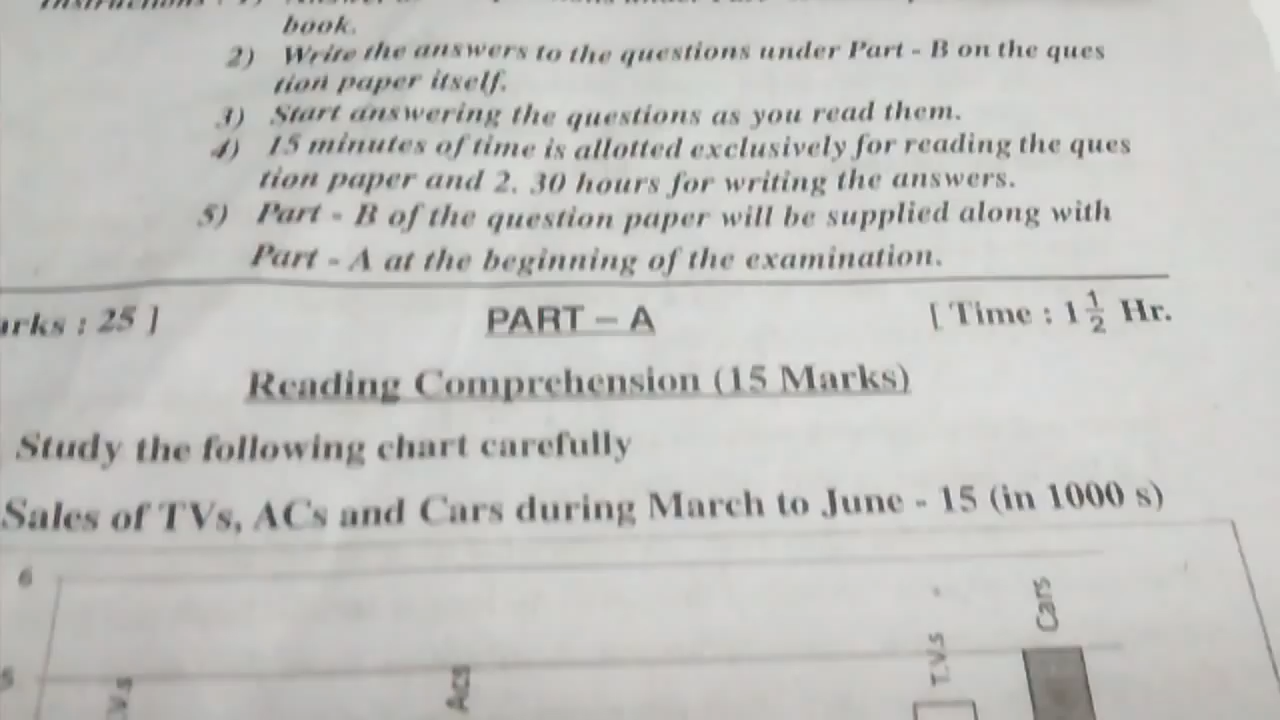 book.
2) Write the answers to the questions under Part - B on the ques
tion paper itself.
3) Start answering the questions as you read them.
4) 15 minutes of time is allotted exclusively for reading the ques
tion paper and 2. 30 hours for writing the answers.
5) Part - B of the question paper will be supplied along with
Part - A at the beginning of the examination.
arks : 25 ] PART – A [ Time : 1 1/2 Hr.
Reading Comprehension (15 Marks)
Study the following chart carefully
Sales of TVs, ACs and Cars during March to June - 15 (in 1000 s)
6
Cars
T.V.s
5
V.s
Acs